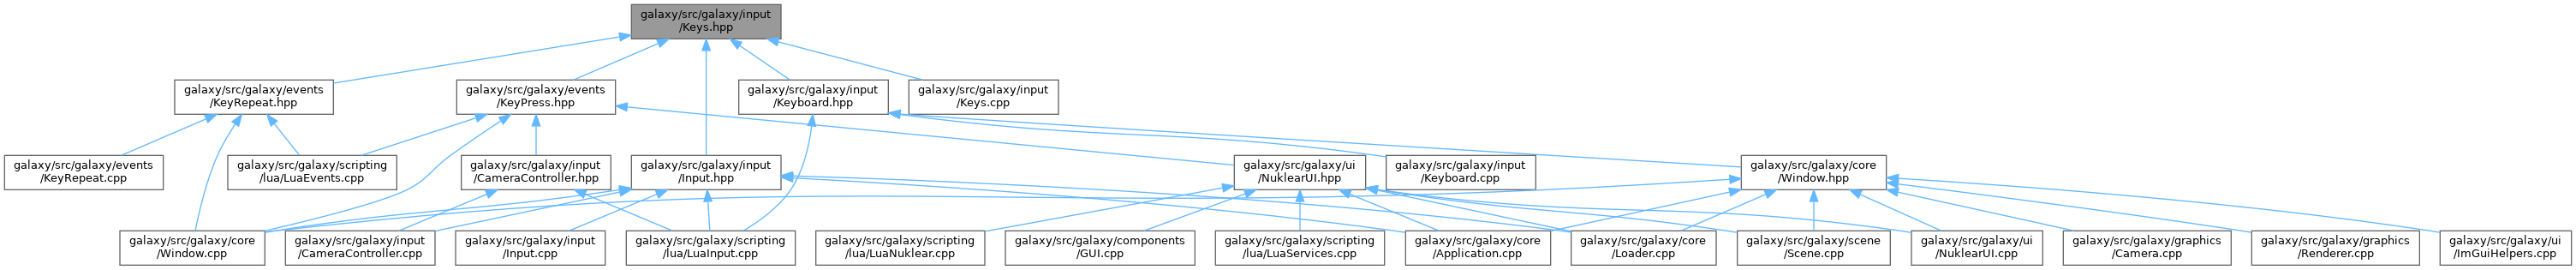 galaxy/src/galaxy/input
/Keys.hpp
galaxy/src/galaxy/events
/KeyRepeat.hpp
galaxy/src/galaxy/events
/KeyPress.hpp
galaxy/src/galaxy/input
/Keyboard.hpp
galaxy/src/galaxy/input
/Keys.cpp
galaxy/src/galaxy/events
/KeyRepeat.cpp
galaxy/src/galaxy/scripting
/lua/LuaEvents.cpp
galaxy/src/galaxy/input
/CameraController.hpp
galaxy/src/galaxy/input
/Input.hpp
galaxy/src/galaxy/ui
/NuklearUI.hpp
galaxy/src/galaxy/input
/Keyboard.cpp
galaxy/src/galaxy/core
/Window.hpp
galaxy/src/galaxy/core
/Window.cpp
galaxy/src/galaxy/input
/CameraController.cpp
galaxy/src/galaxy/input
/Input.cpp
galaxy/src/galaxy/scripting
/lua/LuaInput.cpp
galaxy/src/galaxy/scripting
/lua/LuaNuklear.cpp
galaxy/src/galaxy/components
/GUI.cpp
galaxy/src/galaxy/scripting
/lua/LuaServices.cpp
galaxy/src/galaxy/core
/Application.cpp
galaxy/src/galaxy/core
/Loader.cpp
galaxy/src/galaxy/scene
/Scene.cpp
galaxy/src/galaxy/ui
/NuklearUI.cpp
galaxy/src/galaxy/graphics
/Camera.cpp
galaxy/src/galaxy/graphics
/Renderer.cpp
galaxy/src/galaxy/ui
/ImGuiHelpers.cpp